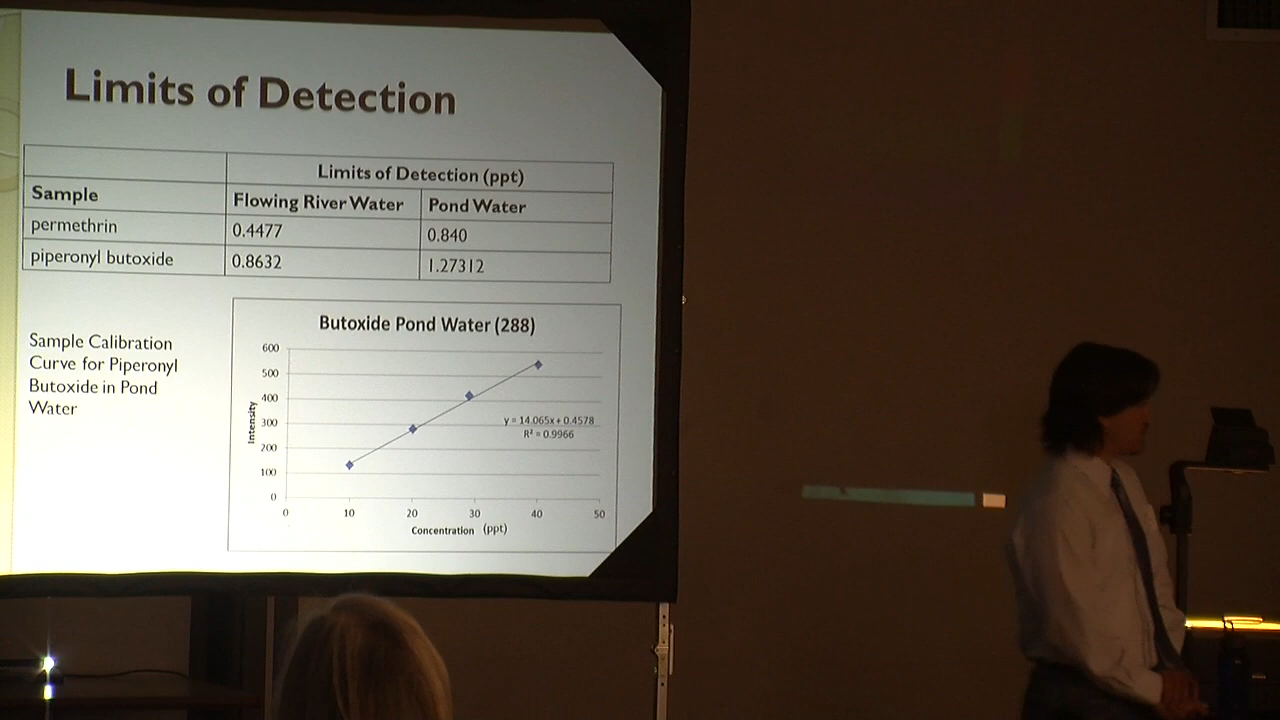 Limits of Detection
Limits of Detection (ppt)
Sample
Flowing River Water
Pond Water
permethrin
0.4477
0.840
piperonyl butoxide
0.8632
1.27312
Sample Calibration
Curve for Piperonyl
Butoxide in Pond
Water
Butoxide Pond Water (288)
600
500
400
300
200
100
0
Intensity
y = 14.065x + 0.4578
R² = 0.9966
0 10 20 30 40 50
Concentration (ppt)